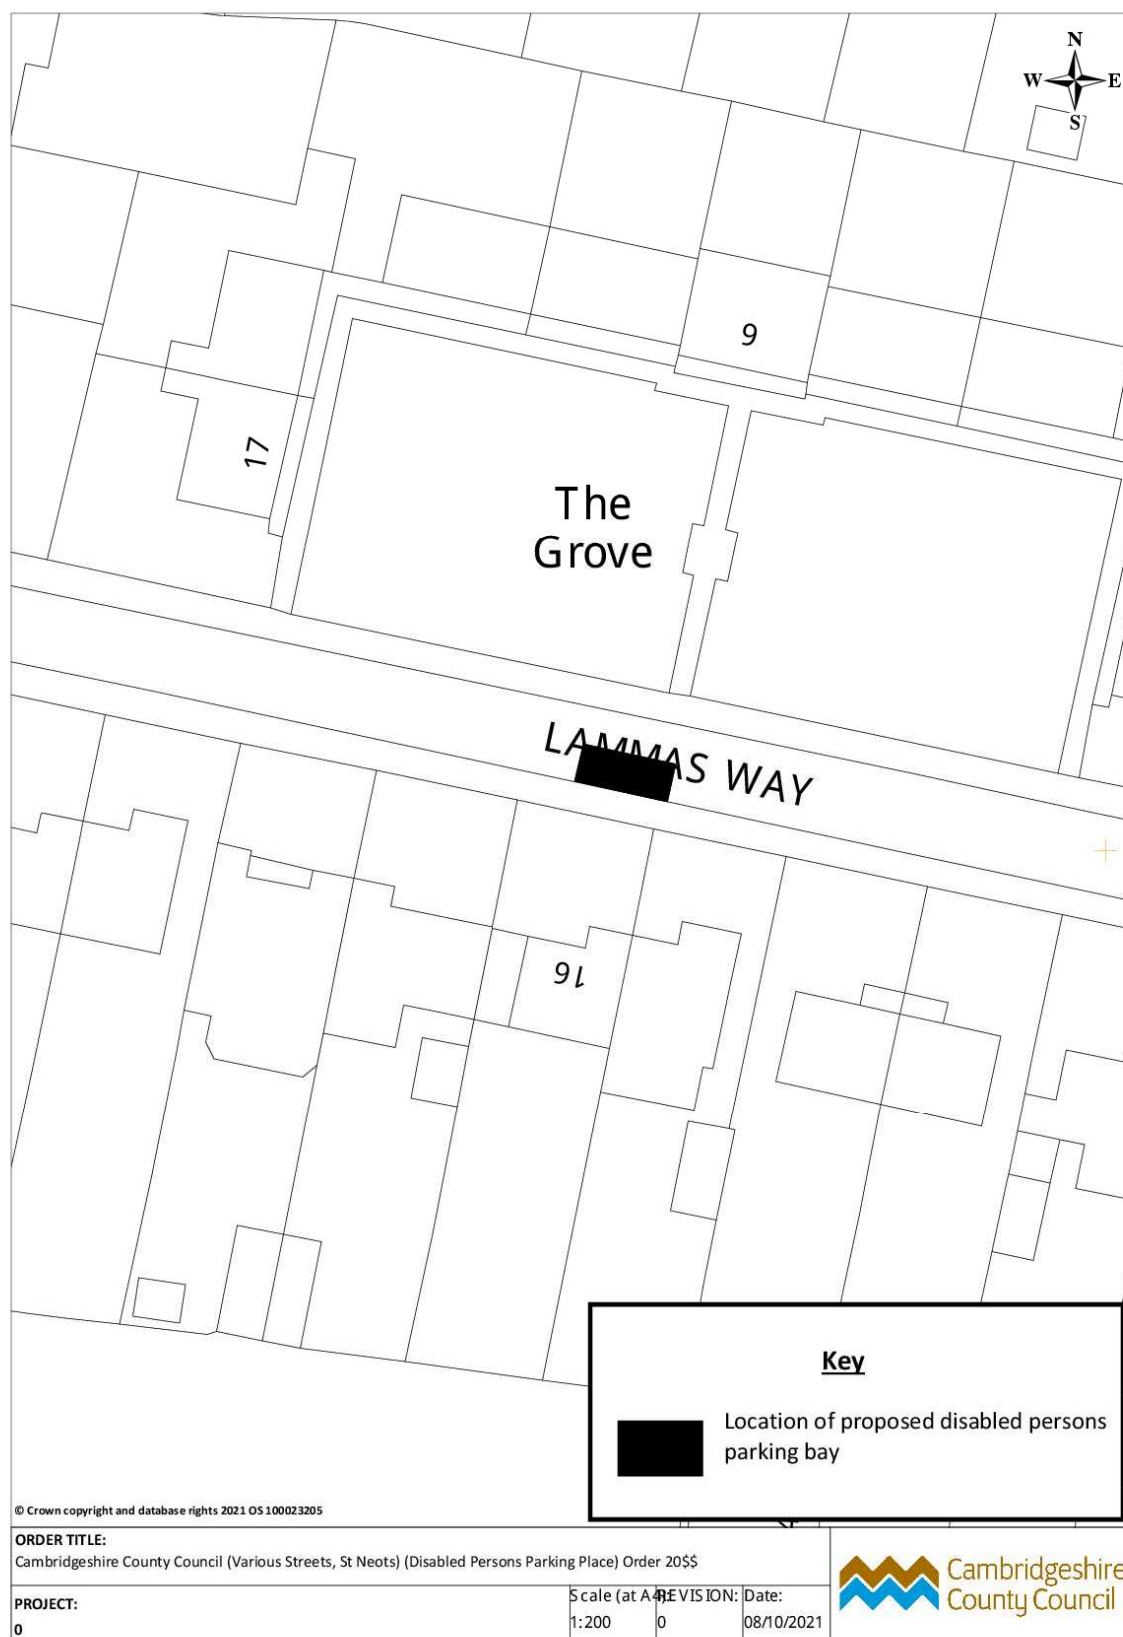 N
W E
S
9
17
The
Grove
LAMMAS WAY
16
Key
Location of proposed disabled persons
parking bay
© Crown copyright and database rights 2021 OS 100023205
ORDER TITLE:
Cambridgeshire County Council (Various Streets, St Neots) (Disabled Persons Parking Place) Order 20$$
PROJECT:
0
Scale (at A4):
1:200
REVISION:
0
Date:
08/10/2021
Cambridgeshire
County Council